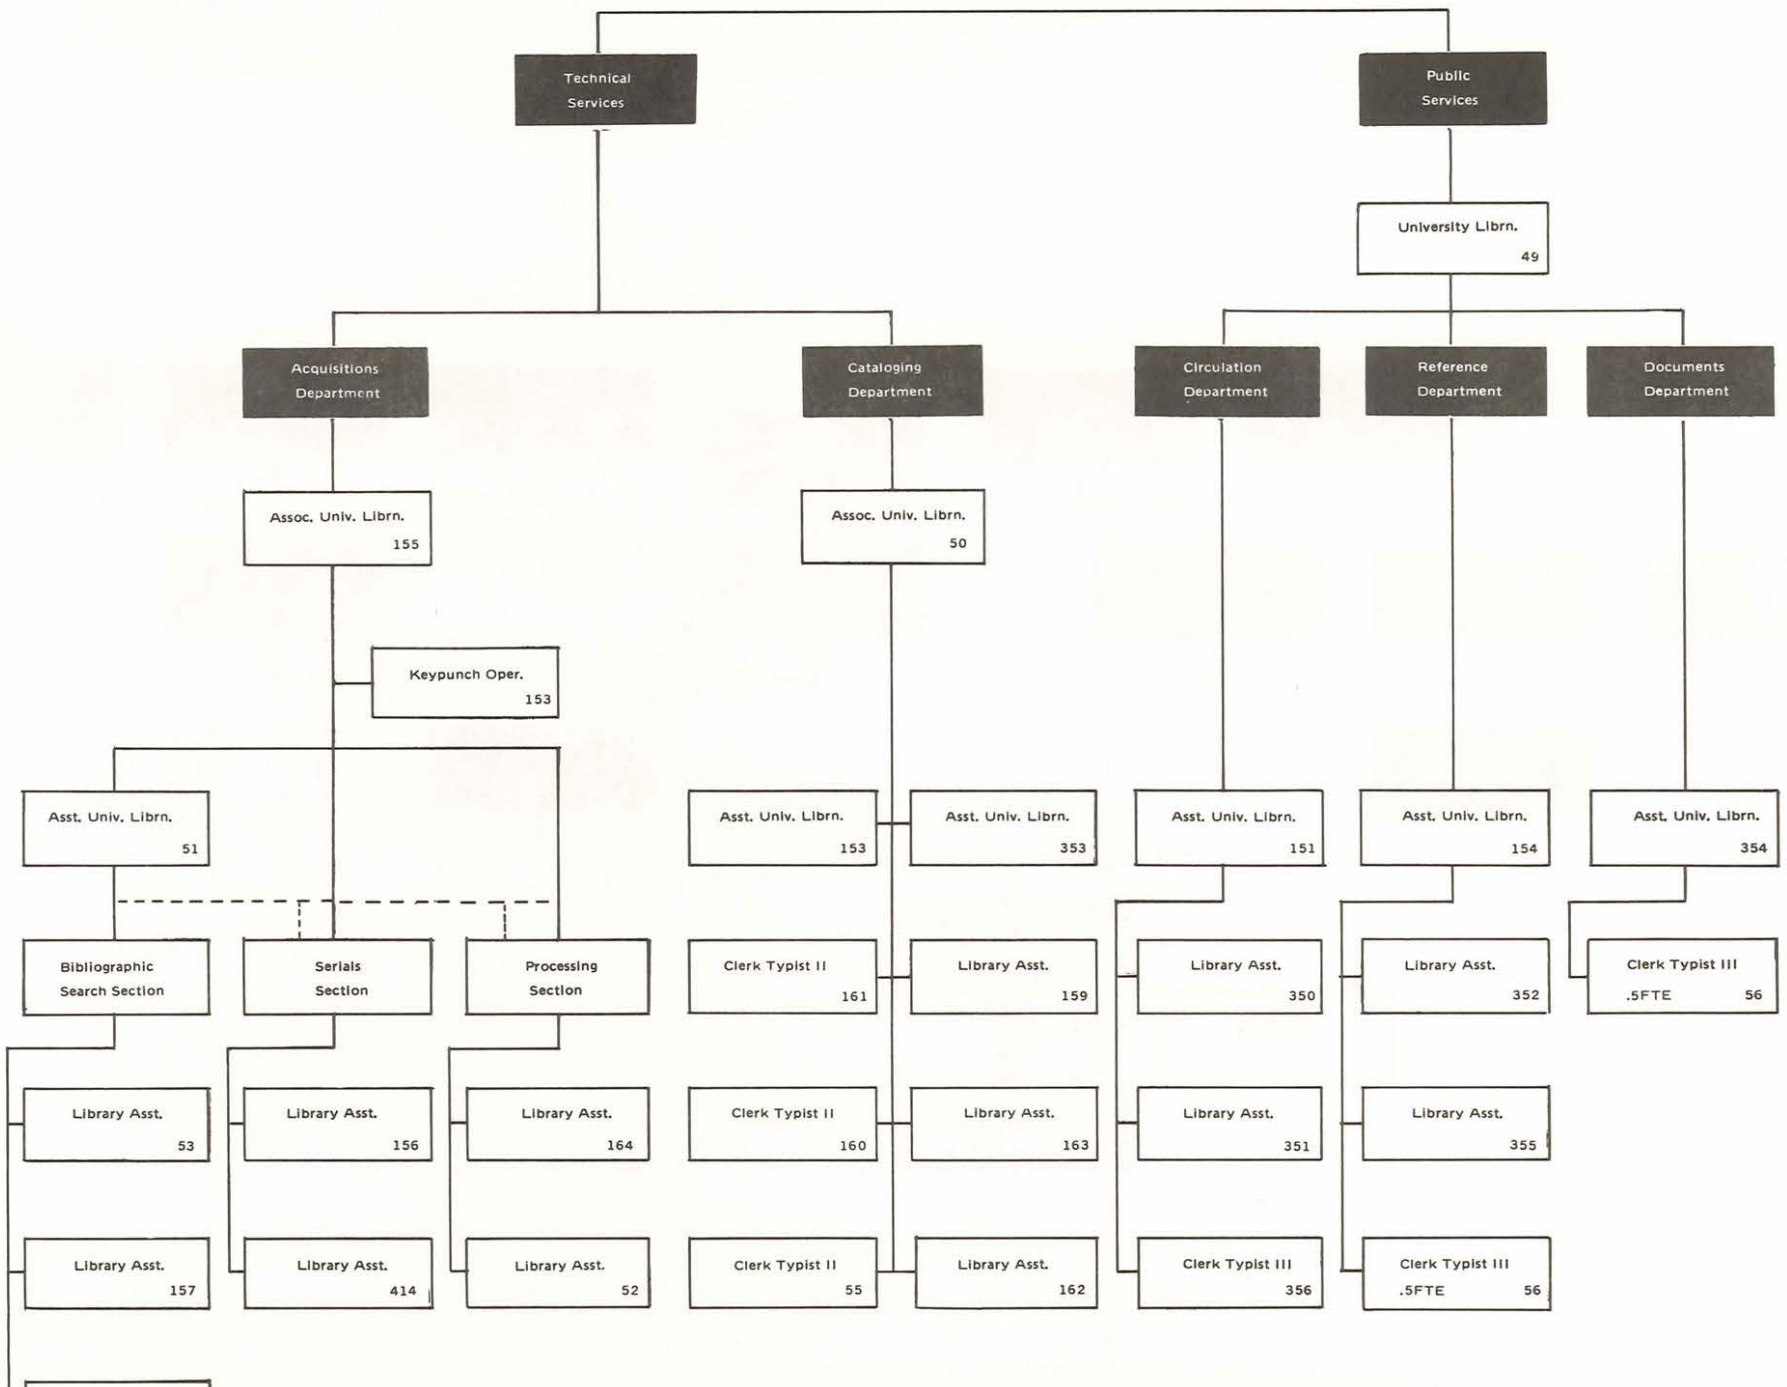 Technical
Services
Public
Services
University Librn.
49
Acquisitions
Department
Cataloging
Department
Circulation
Department
Reference
Department
Documents
Department
Assoc. Univ. Librn.
155
Assoc. Univ. Librn.
50
Keypunch Oper.
153
Asst. Univ. Librn.
51
Asst. Univ. Librn.
153
Asst. Univ. Librn.
353
Asst. Univ. Librn.
151
Asst. Univ. Librn.
154
Asst. Univ. Librn.
354
Bibliographic
Search Section
Serials
Section
Processing
Section
Clerk Typist II
161
Library Asst.
159
Library Asst.
350
Library Asst.
352
Clerk Typist III
.5FTE 56
Library Asst.
53
Library Asst.
156
Library Asst.
164
Clerk Typist II
160
Library Asst.
163
Library Asst.
351
Library Asst.
355
Library Asst.
157
Library Asst.
414
Library Asst.
52
Clerk Typist II
55
Library Asst.
162
Clerk Typist III
356
Clerk Typist III
.5FTE 56